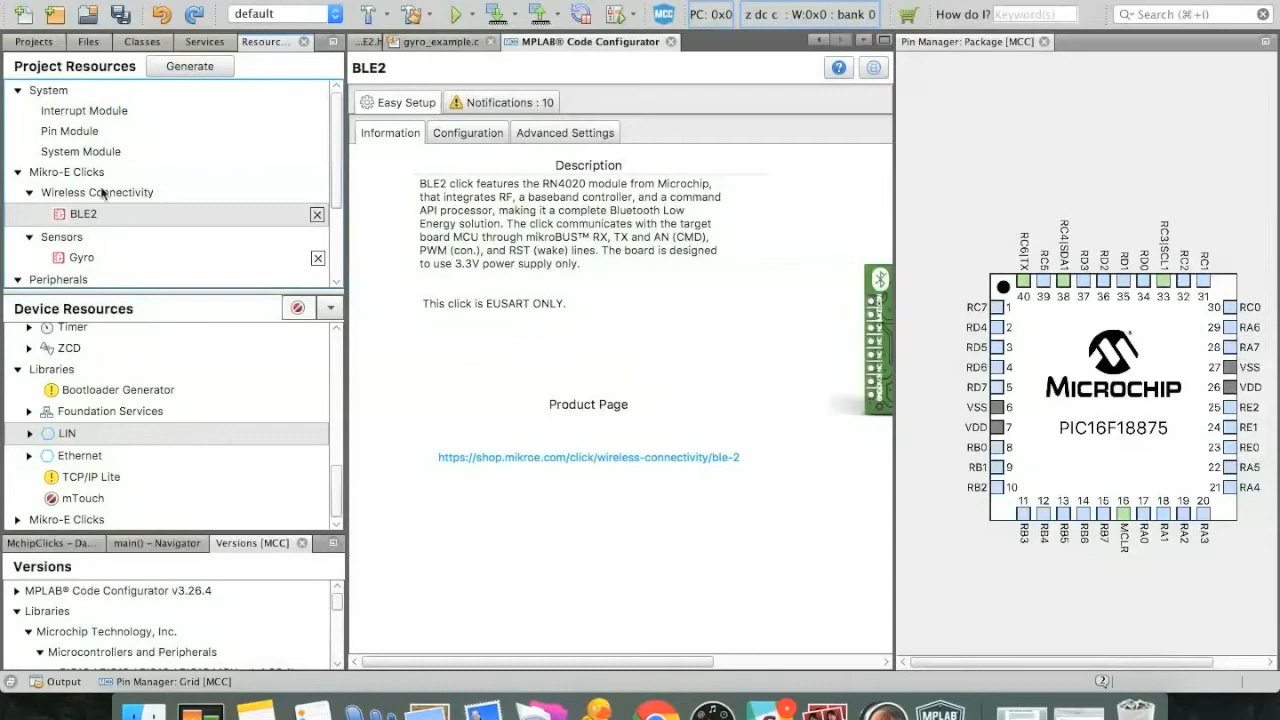 default
PC: 0x0
z dc c : W:0x0 : bank 0
How do I?
Keyword(s)
Search (⌘+I)
Projects
Files
Classes
Services
Resourc...
...E2.h
gyro_example.c
MPLAB® Code Configurator
Pin Manager: Package [MCC]
Project Resources
Generate
System
Interrupt Module
Pin Module
System Module
Mikro-E Clicks
Wireless Connectivity
BLE2
Sensors
Gyro
Peripherals
Device Resources
Timer
ZCD
Libraries
Bootloader Generator
Foundation Services
LIN
Ethernet
TCP/IP Lite
mTouch
Mikro-E Clicks
MchipClicks - Da...
main() - Navigator
Versions [MCC]
Versions
MPLAB® Code Configurator v3.26.4
Libraries
Microchip Technology, Inc.
Microcontrollers and Peripherals
BLE2
Easy Setup
Notifications : 10
Information
Configuration
Advanced Settings
Description
BLE2 click features the RN4020 module from Microchip,
that integrates RF, a baseband controller, and a command
API processor, making it a complete Bluetooth Low
Energy solution. The click communicates with the target
board MCU through mikroBUS™ RX, TX and AN (CMD),
PWM (con.), and RST (wake) lines. The board is designed
to use 3.3V power supply only.
This click is EUSART ONLY.
Product Page
https://shop.mikroe.com/click/wireless-connectivity/ble-2
RC6|TX
RC5
RC4|SDA1
RD3
RD2
RD1
RD0
RC3|SCL1
RC2
RC1
40 39 38 37 36 35 34 33 32 31
RC7 1
RD4 2
RD5 3
RD6 4
RD7 5
VSS 6
VDD 7
RB0 8
RB1 9
RB2 10
MICROCHIP
PIC16F18875
30 RC0
29 RA6
28 RA7
27 VSS
26 VDD
25 RE2
24 RE1
23 RE0
22 RA5
21 RA4
11 12 13 14 15 16 17 18 19 20
RB3
RB4
RB5
RB6
RB7
MCLR
RA0
RA1
RA2
RA3
Output
Pin Manager: Grid [MCC]
MPLAB